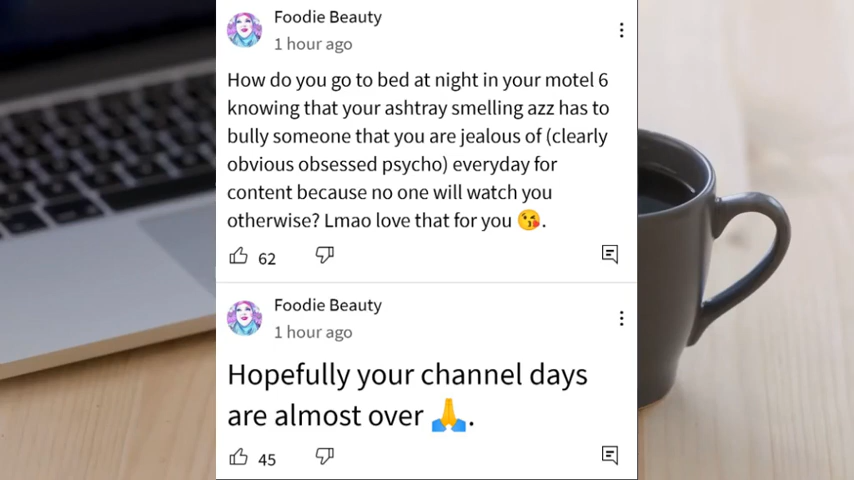 Foodie Beauty
1 hour ago
How do you go to bed at night in your motel 6
knowing that your ashtray smelling azz has to
bully someone that you are jealous of (clearly
obvious obsessed psycho) everyday for
content because no one will watch you
otherwise? Lmao love that for you 😘.
62
Foodie Beauty
1 hour ago
Hopefully your channel days
are almost over 🙏.
45